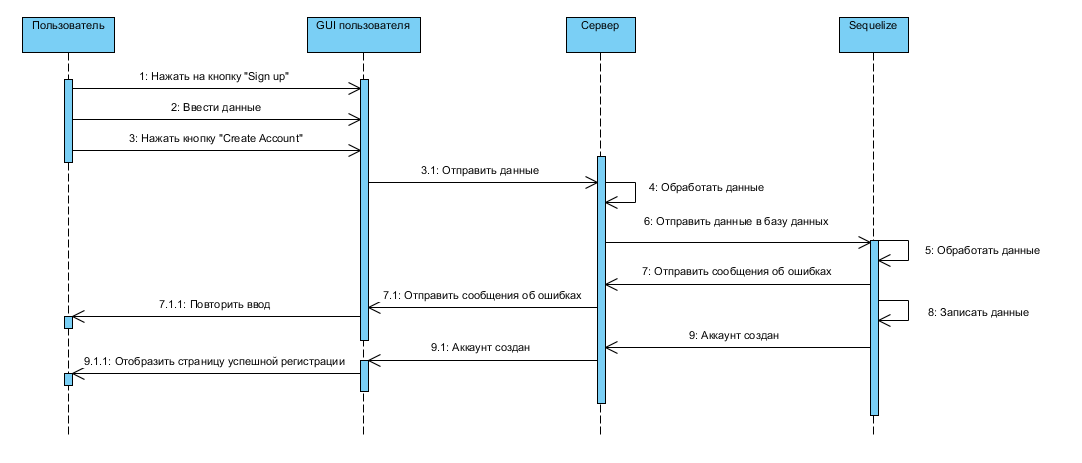 Пользователь
GUI пользователя
Сервер
Sequelize
1: Нажать на кнопку "Sign up"
2: Ввести данные
3: Нажать кнопку "Create Account"
3.1: Отправить данные
4: Обработать данные
6: Отправить данные в базу данных
5: Обработать данные
7: Отправить сообщения об ошибках
7.1: Отправить сообщения об ошибках
7.1.1: Повторить ввод
8: Записать данные
9: Аккаунт создан
9.1: Аккаунт создан
9.1.1: Отобразить страницу успешной регистрации